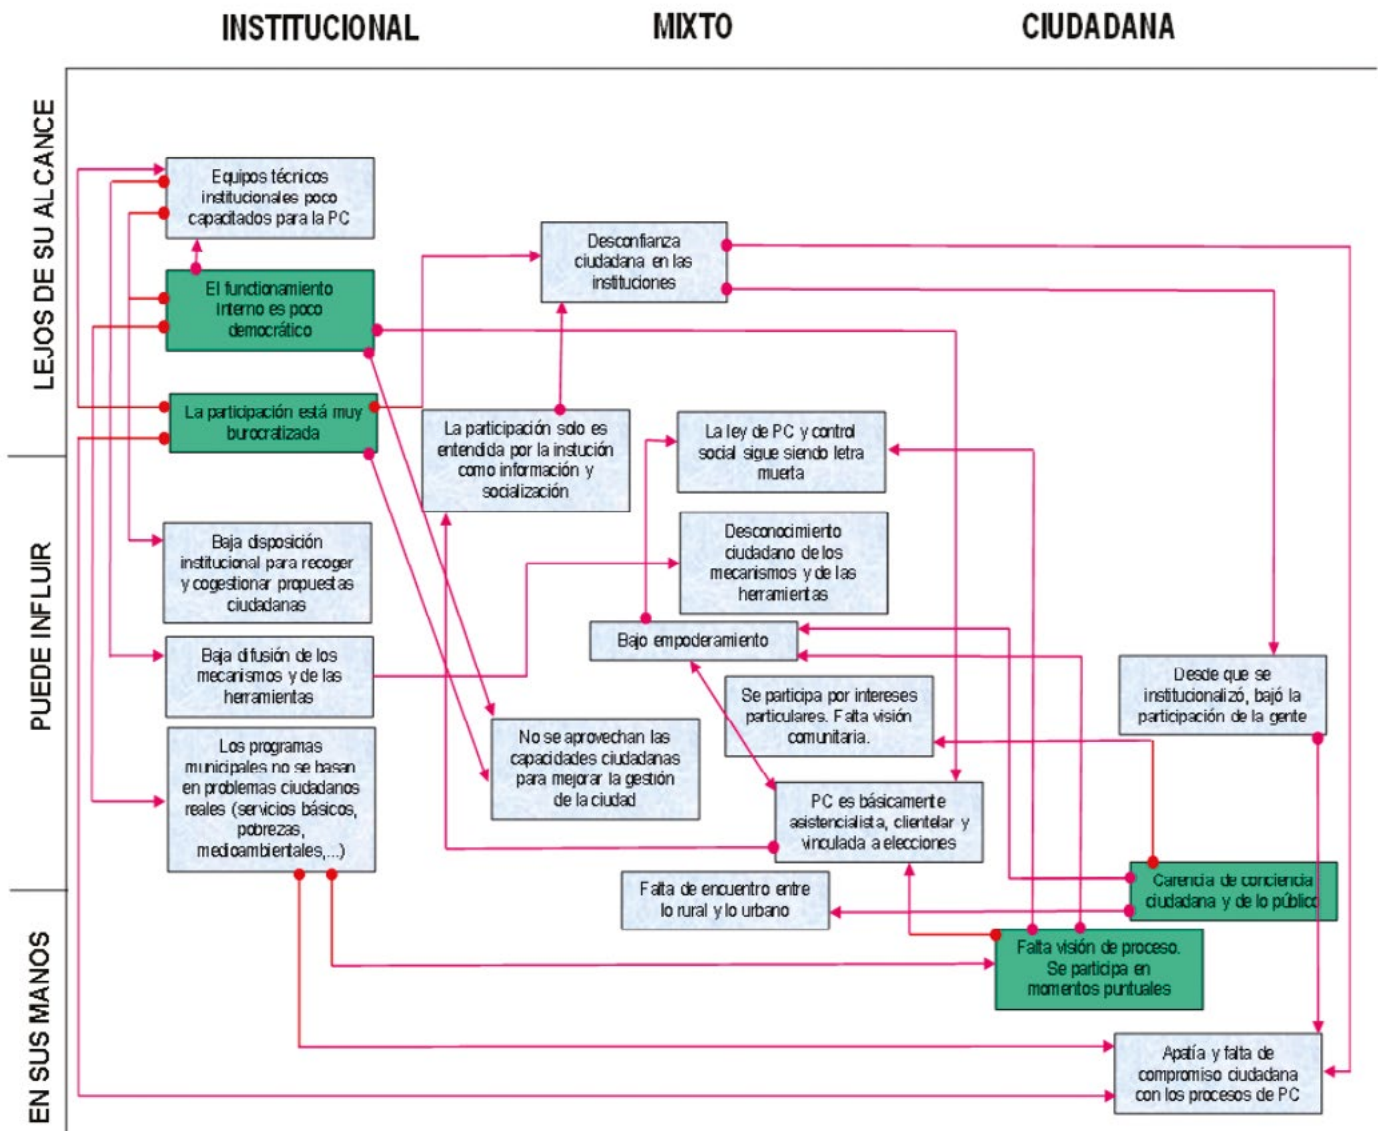 INSTITUCIONAL
MIXTO
CIUDADANA
LEJOS DE SU ALCANCE
PUEDE INFLUIR
EN SUS MANOS
Equipos técnicos
institucionales poco
capacitados para la PC
El functionamiento
interno es poco
democrático
La participación está muy
burocratizada
Baja disposición
institucional para recoger
y cogestionar propuestas
ciudadanas
Baja difusión de los
mecanismos y de las
herramientas
Los programas
municipales no se basan
en problemas ciudadanos
reales (servicios básicos,
pobrezas,
medioambientales,...)
Desconfianza
ciudadana en las
instituciones
La participación solo es
entendida por la instución
como información y
socialización
La ley de PC y control
social sigue siendo letra
muerta
Desconocimiento
ciudadano de los
mecanismos y de las
herramientas
Bajo empoderamiento
Se participa por intereses
particulares. Falta visión
comunitaria.
No se aprovechan las
capacidades ciudadanas
para mejorar la gestión
de la ciudad
PC es básicamente
asistencialista, clientelar y
vinculada a elecciones
Falta de encuentro entre
lo rural y lo urbano
Desde que se
institucionalizó, bajó la
participación de la gente
Carencia de conciencia
ciudadana y de lo público
Falta visión de proceso.
Se participa en
momentos puntuales
Apatía y falta de
compromiso ciudadana
con los procesos de PC